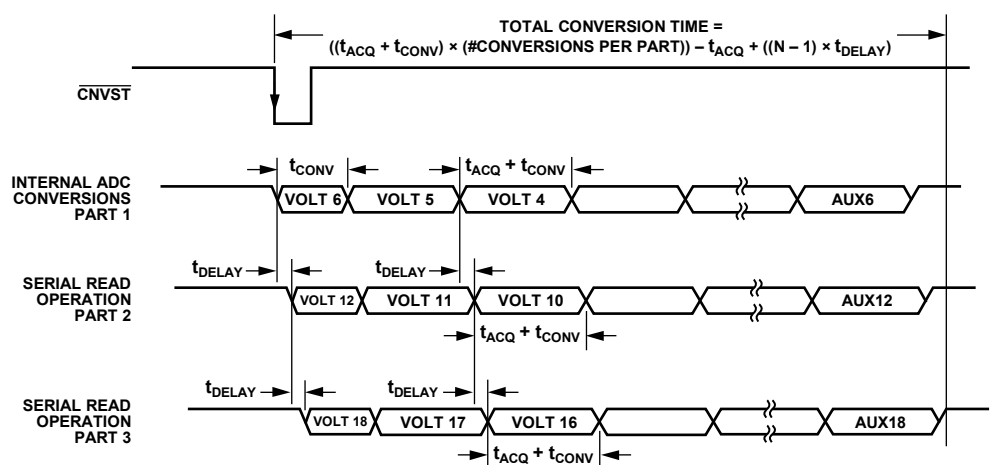 TOTAL CONVERSION TIME =
((tACQ + tCONV) × (#CONVERSIONS PER PART)) – tACQ + ((N – 1) × tDELAY)
CNVST
tCONV
tACQ + tCONV
INTERNAL ADC
CONVERSIONS
PART 1
VOLT 6
VOLT 5
VOLT 4
AUX6
tDELAY
tDELAY
SERIAL READ
OPERATION
PART 2
VOLT 12
VOLT 11
VOLT 10
AUX12
tACQ + tCONV
tDELAY
tDELAY
SERIAL READ
OPERATION
PART 3
VOLT 18
VOLT 17
VOLT 16
AUX18
tACQ + tCONV